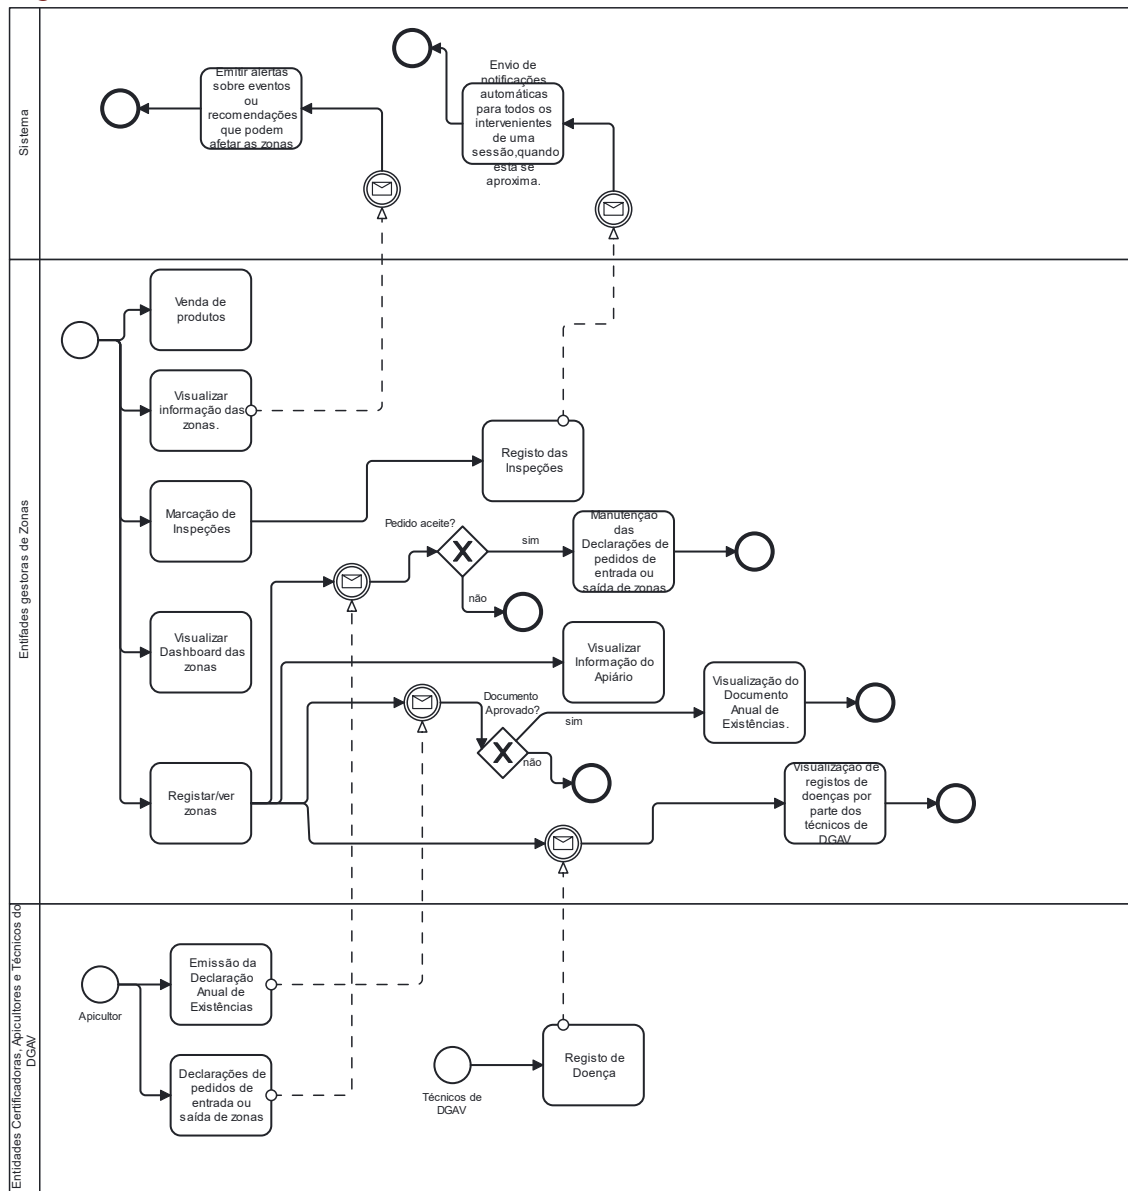 Sistema
Emitir alertas
sobre eventos
ou
recomendações
que podem
afetar as zonas
Envio de
notificações
automáticas
para todos os
intervenientes
de uma
sessão,quando
esta se
aproxima.
Entifades gestoras de Zonas
Venda de
produtos
Visualizar
informação das
zonas.
Marcação de
Inspeções
Registo das
Inspeções
Pedido aceite?
sim
não
Manutenção
das
Declarações de
pedidos de
entrada ou
saída de zonas
Visualizar
Dashboard das
zonas
Visualizar
Informação do
Apiário
Documento
Aprovado?
sim
não
Visualização do
Documento
Anual de
Existências.
Registar/ver
zonas
Visualização de
registos de
doenças por
parte dos
técnicos de
DGAV
Entidades Certificadoras, Apicultores e Técnicos do
DGAV
Apicultor
Emissão da
Declaração
Anual de
Existências
Declarações de
pedidos de
entrada ou
saída de zonas
Técnicos de
DGAV
Registo de
Doença